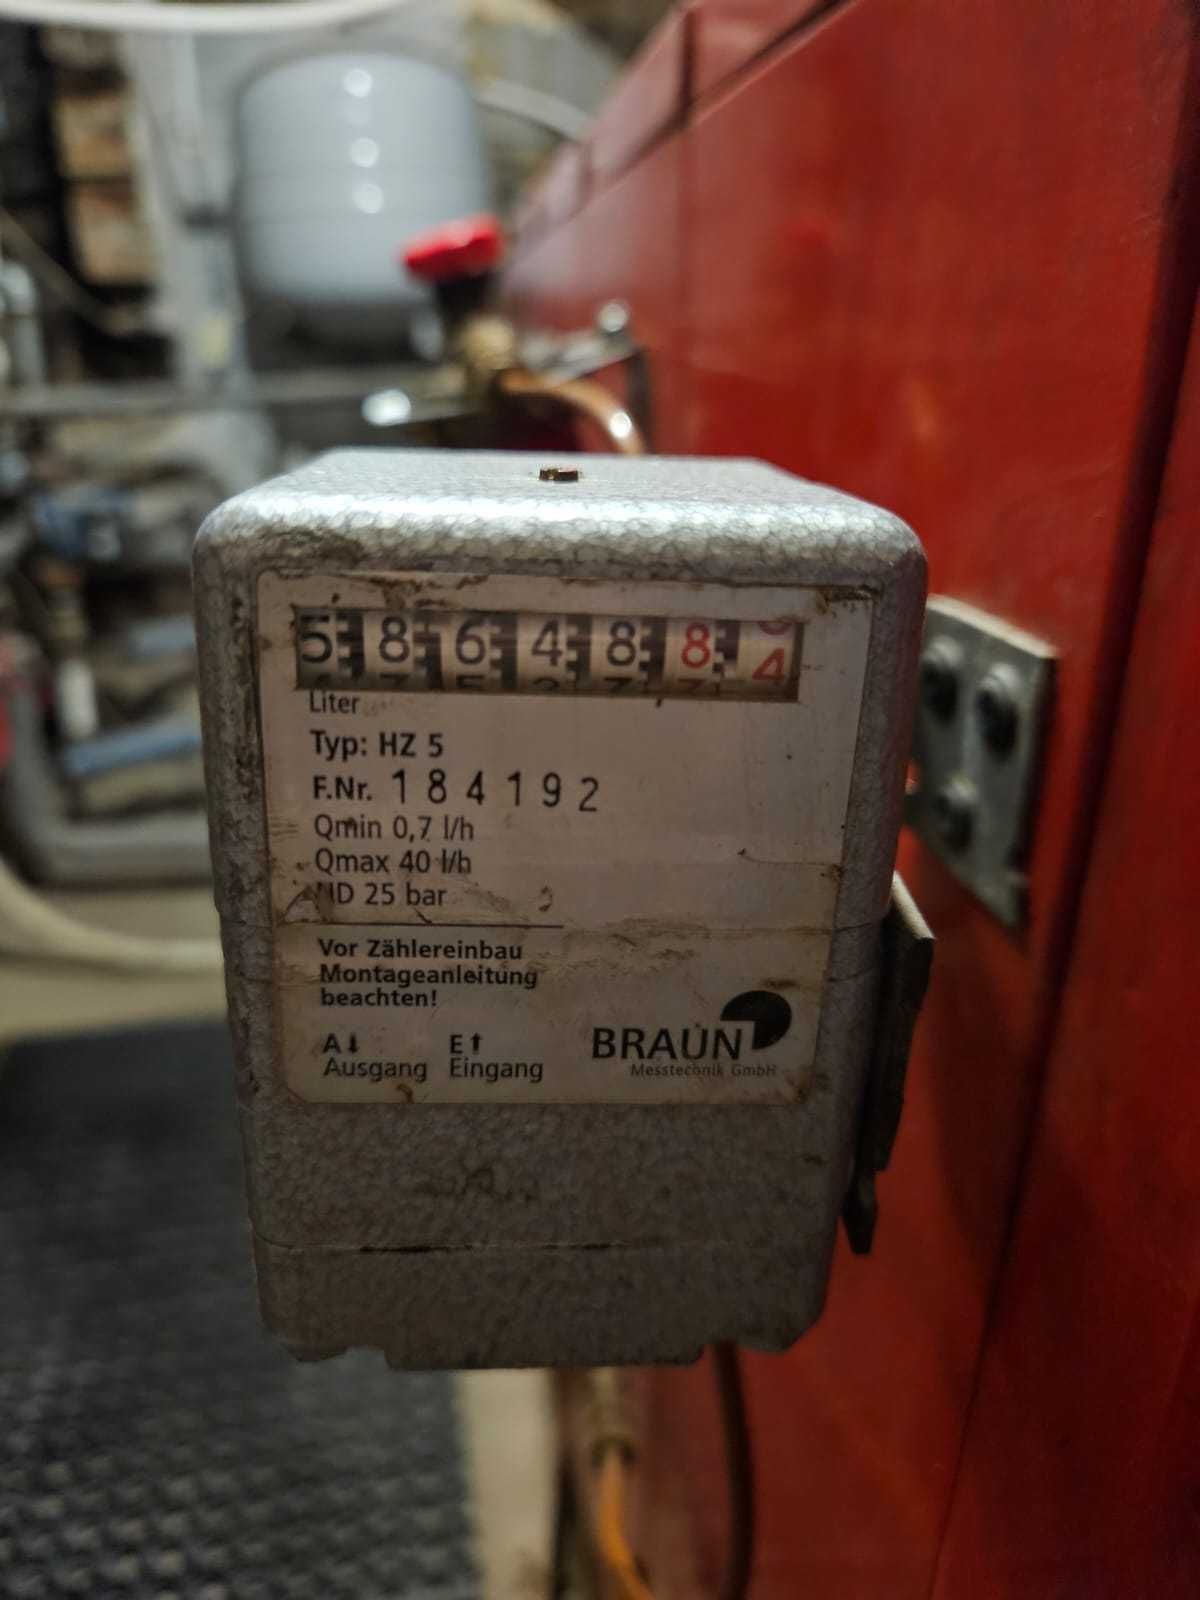 5 8 6 4 8 8 4
Liter
Typ: HZ 5
F.Nr. 184192
Qmin 0,7 l/h
Qmax 40 l/h
ND 25 bar
Vor Zählereinbau
Montageanleitung
beachten!
A↓ E↑
Ausgang Eingang
BRAUN
Messtechnik GmbH